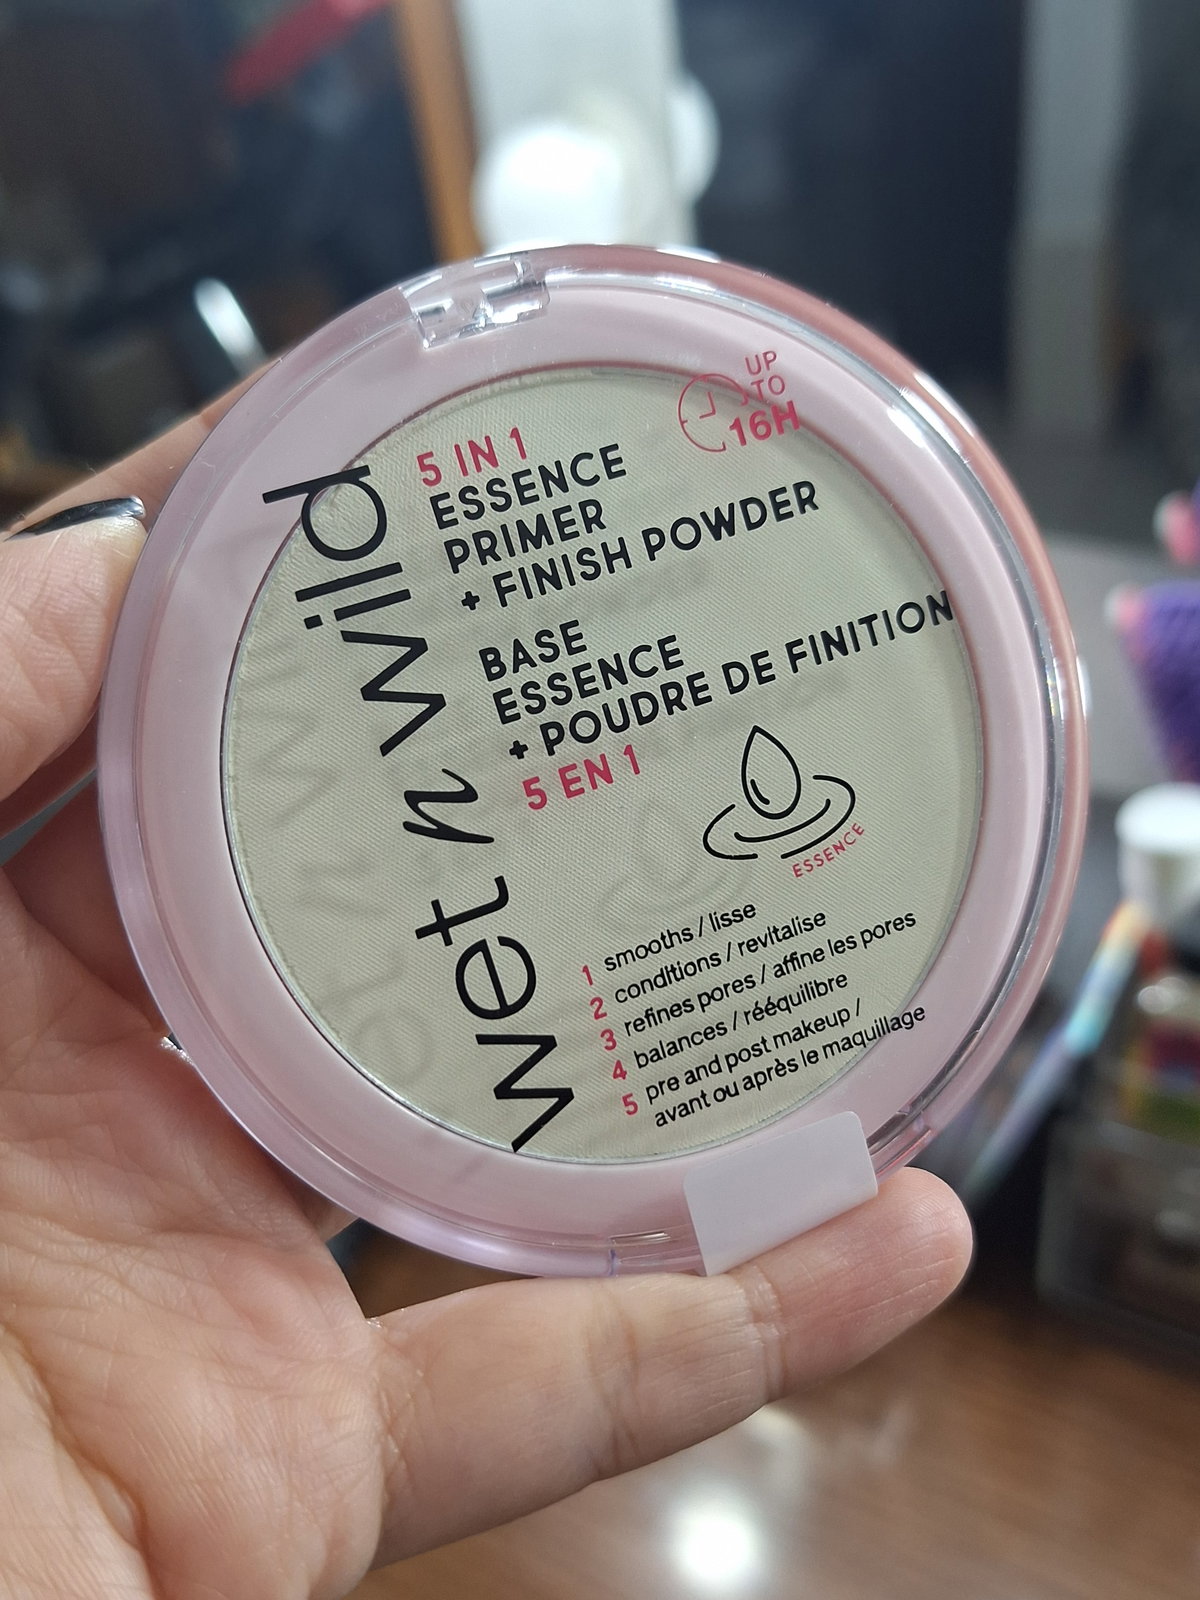 UP
TO
16H
5 IN 1
ESSENCE
PRIMER
+ FINISH POWDER
BASE
ESSENCE
+ POUDRE DE FINITION
5 EN 1
wet n wild
ESSENCE
1 smooths / lisse
2 conditions / revitalise
3 refines pores / affine les pores
4 balances / rééquilibre
5 pre and post makeup /
avant ou après le maquillage